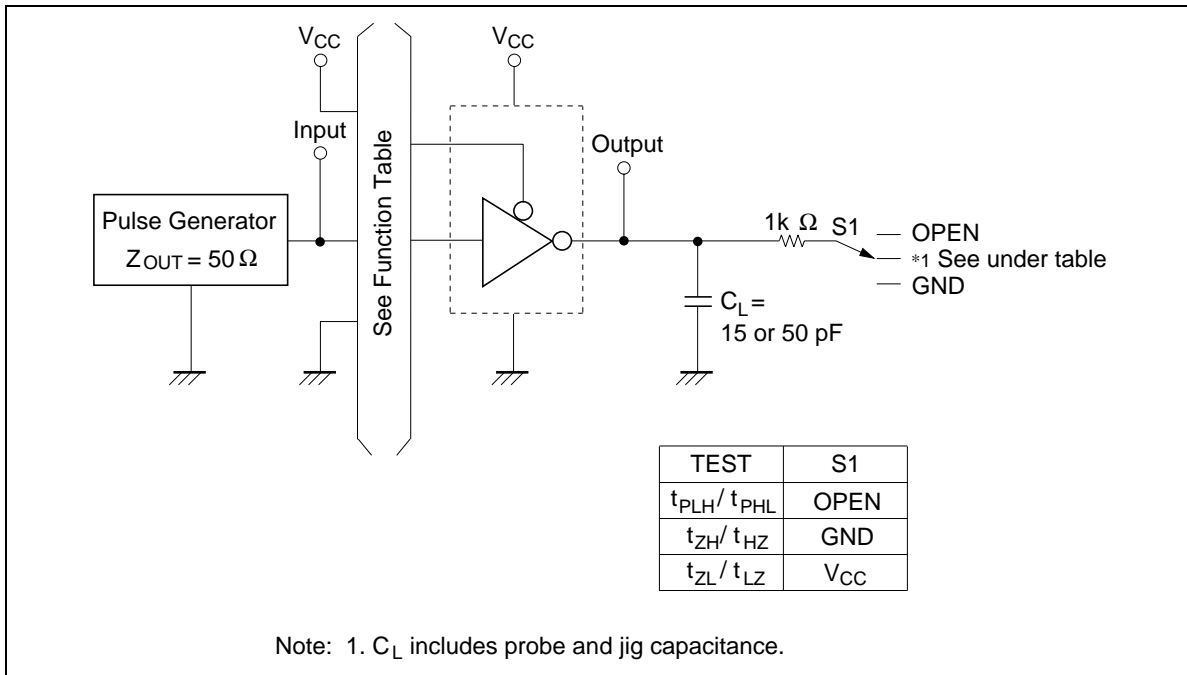 VCC
VCC
Input
Output
See Function Table
Pulse Generator
ZOUT = 50 Ω
1k Ω
S1
OPEN
*1 See under table
GND
CL =
15 or 50 pF
TEST S1
tPLH / tPHL OPEN
tZH / tHZ GND
tZL / tLZ VCC
Note: 1. CL includes probe and jig capacitance.